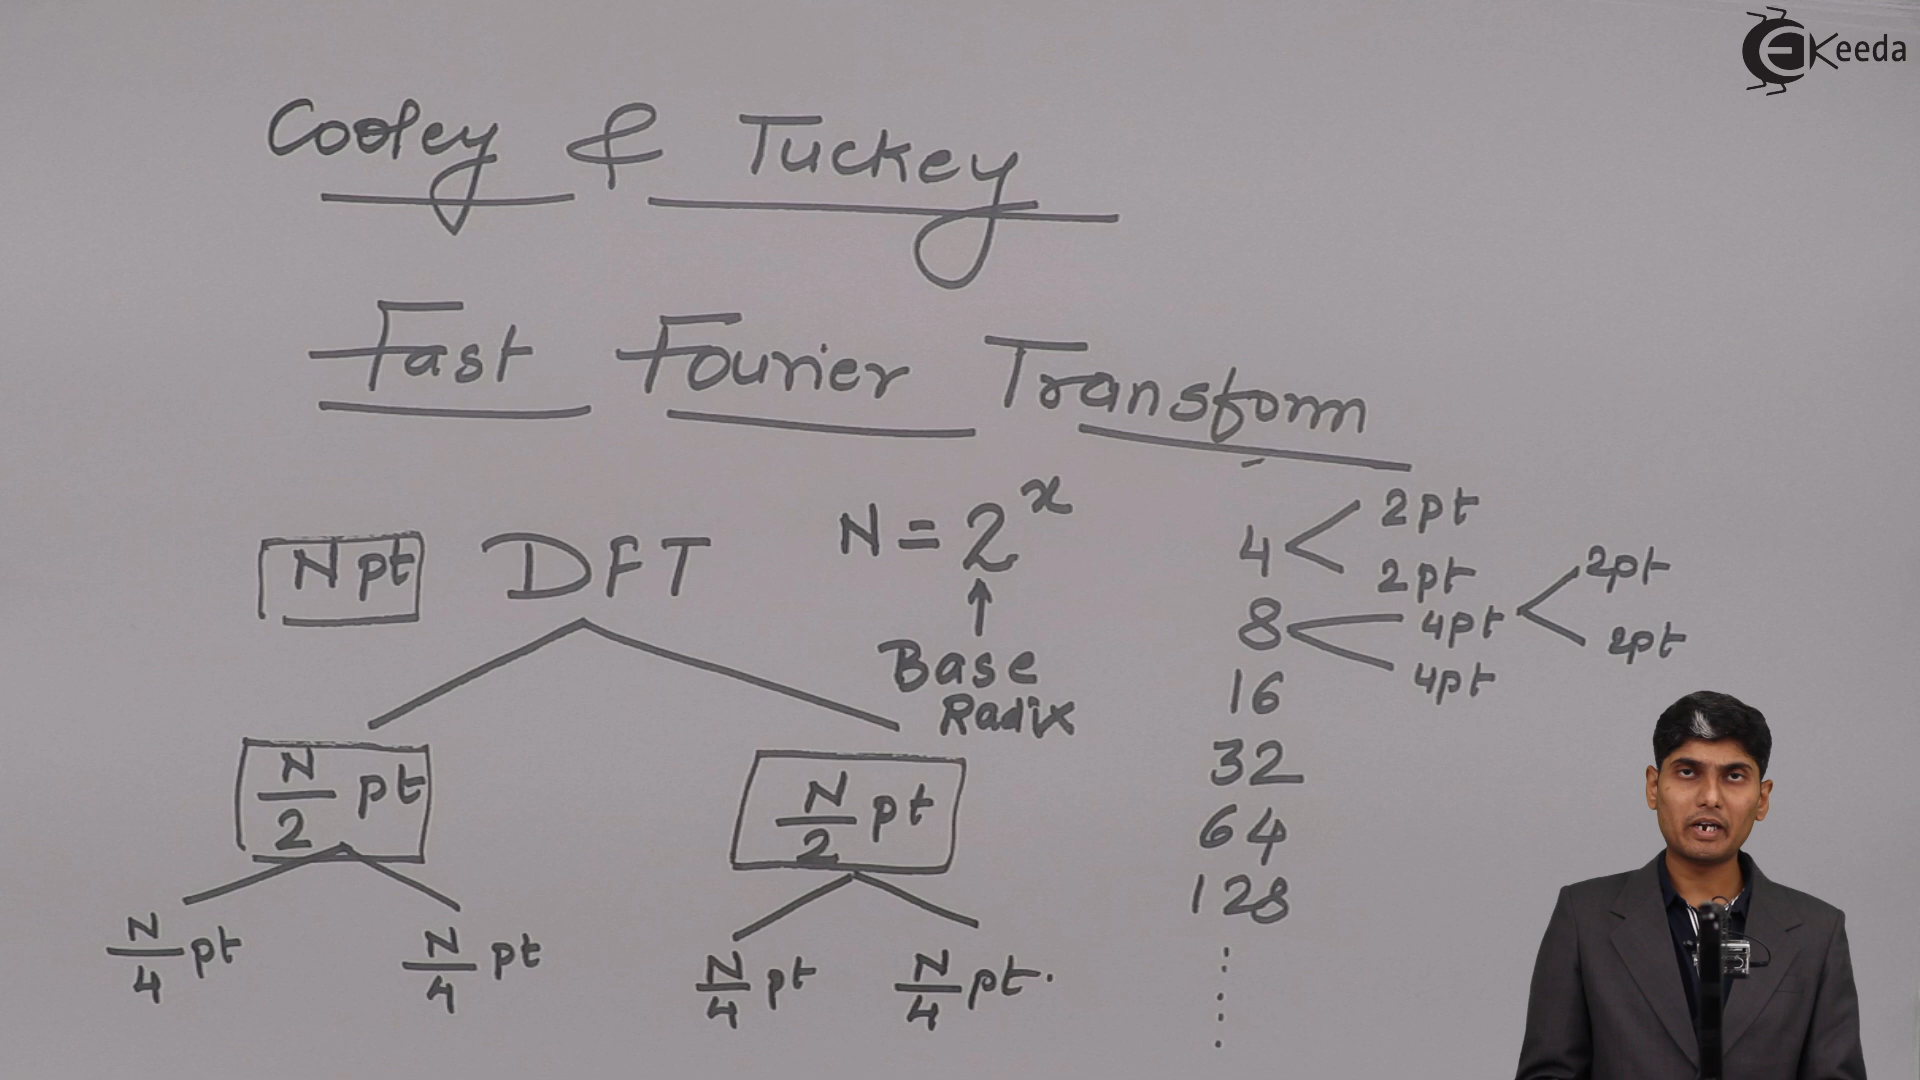 EKeeda
Cooley & Tuckey
Fast Fourier Transform
N pt DFT
N = 2^x
Base
Radix
N/2 pt
N/2 pt
N/4 pt
N/4 pt
N/4 pt
N/4 pt.
4
2pt
2pt
8
4pt
4pt
2pt
2pt
16
32
64
128